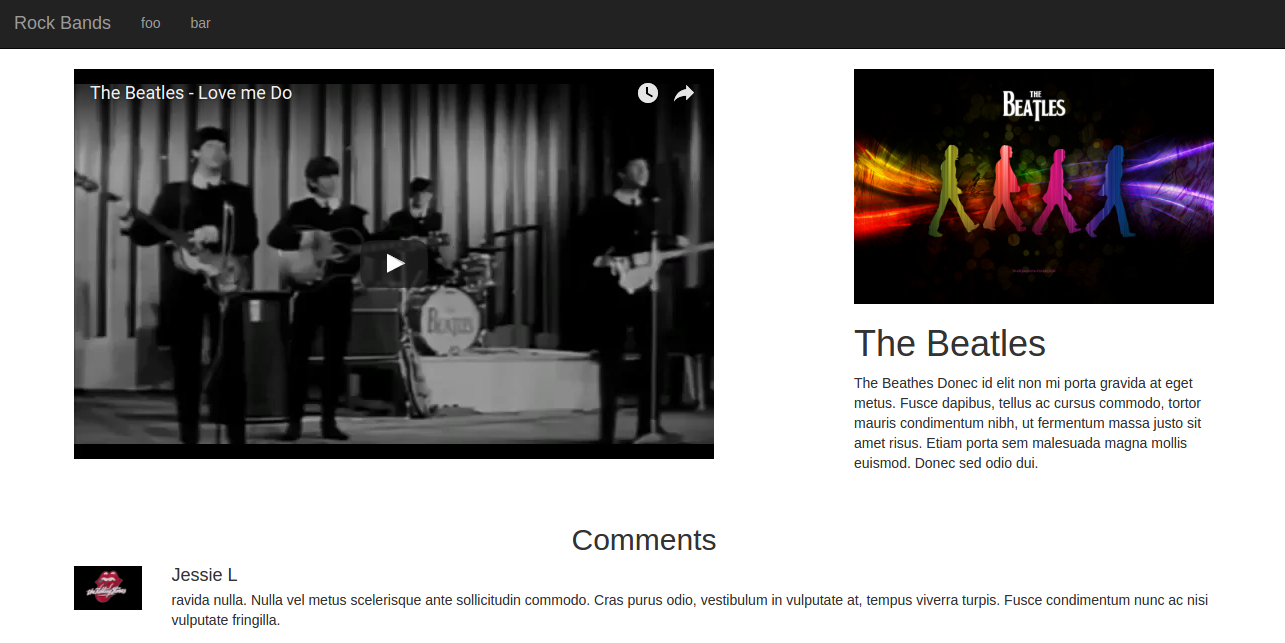 Rock Bands foo bar
The Beatles - Love me Do
THE
BEATLES
BEATLES
The Beatles
The Beathes Donec id elit non mi porta gravida at eget
metus. Fusce dapibus, tellus ac cursus commodo, tortor
mauris condimentum nibh, ut fermentum massa justo sit
amet risus. Etiam porta sem malesuada magna mollis
euismod. Donec sed odio dui.
Comments
Jessie L
ravida nulla. Nulla vel metus scelerisque ante sollicitudin commodo. Cras purus odio, vestibulum in vulputate at, tempus viverra turpis. Fusce condimentum nunc ac nisi
vulputate fringilla.